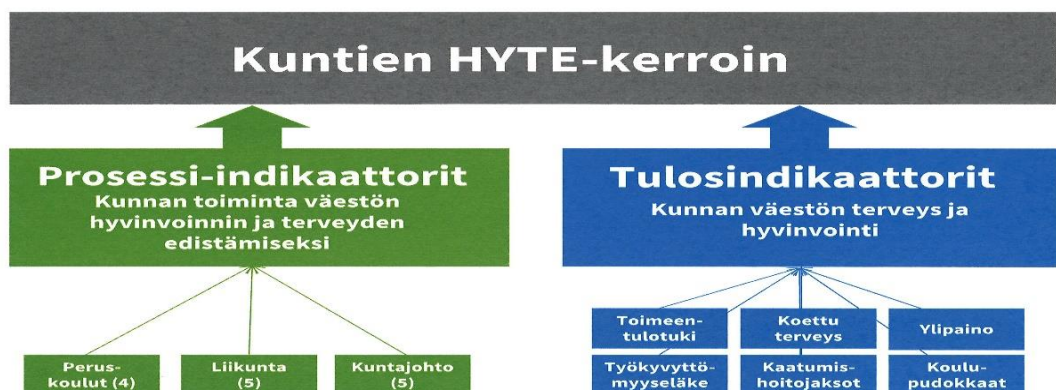 Kuntien HYTE-kerroin
Prosessi-indikaattorit
Kunnan toiminta väestön
hyvinvoinnin ja terveyden
edistämiseksi
Tulosindikaattorit
Kunnan väestön terveys ja
hyvinvointi
Perus-
koulut (4)
Liikunta
(5)
Kuntajohto
(5)
Toimeen-
tulotuki
Koettu
terveys
Ylipaino
Työkyvyttö-
myyseläke
Kaatumis-
hoitojaksot
Koulu-
pudokkaat